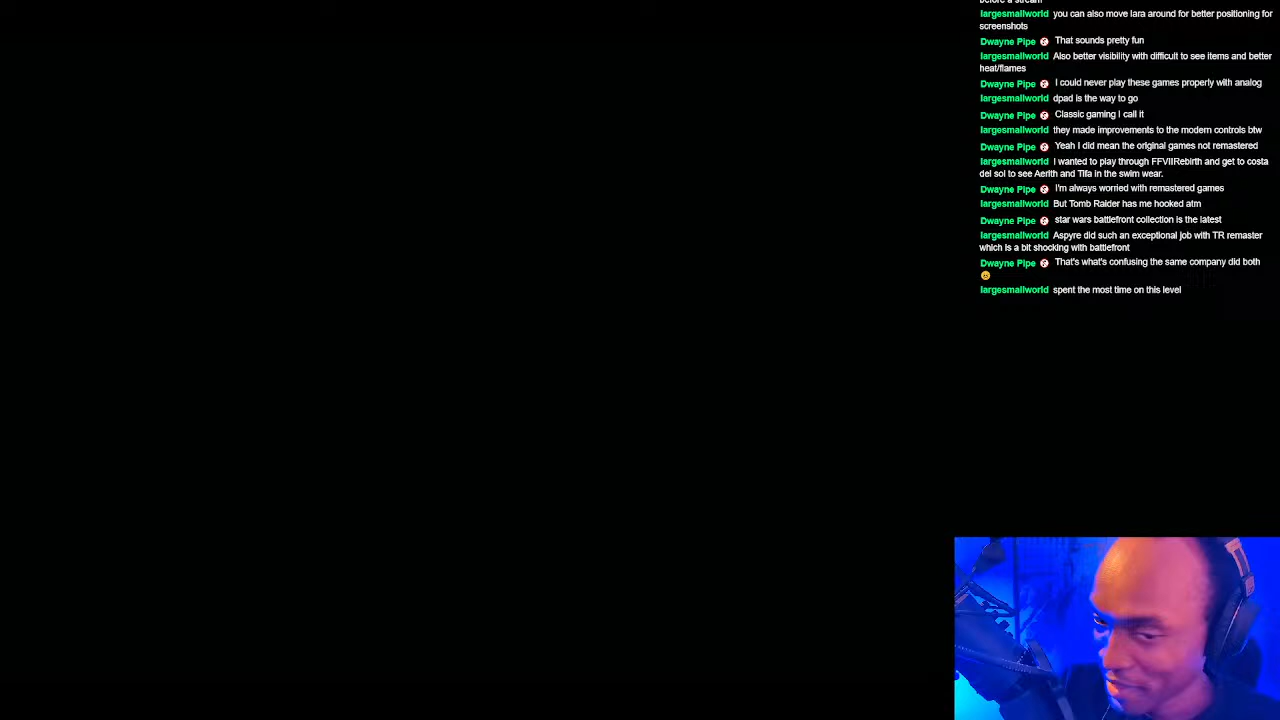 largesmallworld you can also move lara around for better positioning for
screenshots
Dwayne Pipe That sounds pretty fun
largesmallworld Also better visibility with difficult to see items and better
heat/flames
Dwayne Pipe I could never play these games properly with analog
largesmallworld dpad is the way to go
Dwayne Pipe Classic gaming I call it
largesmallworld they made improvements to the modern controls btw
Dwayne Pipe Yeah I did mean the original games not remastered
largesmallworld I wanted to play through FFVIIRebirth and get to costa
del sol to see Aerith and Tifa in the swim wear.
Dwayne Pipe I'm always worried with remastered games
largesmallworld But Tomb Raider has me hooked atm
Dwayne Pipe star wars battlefront collection is the latest
largesmallworld Aspyre did such an exceptional job with TR remaster
which is a bit shocking with battlefront
Dwayne Pipe That's what's confusing the same company did both
largesmallworld spent the most time on this level